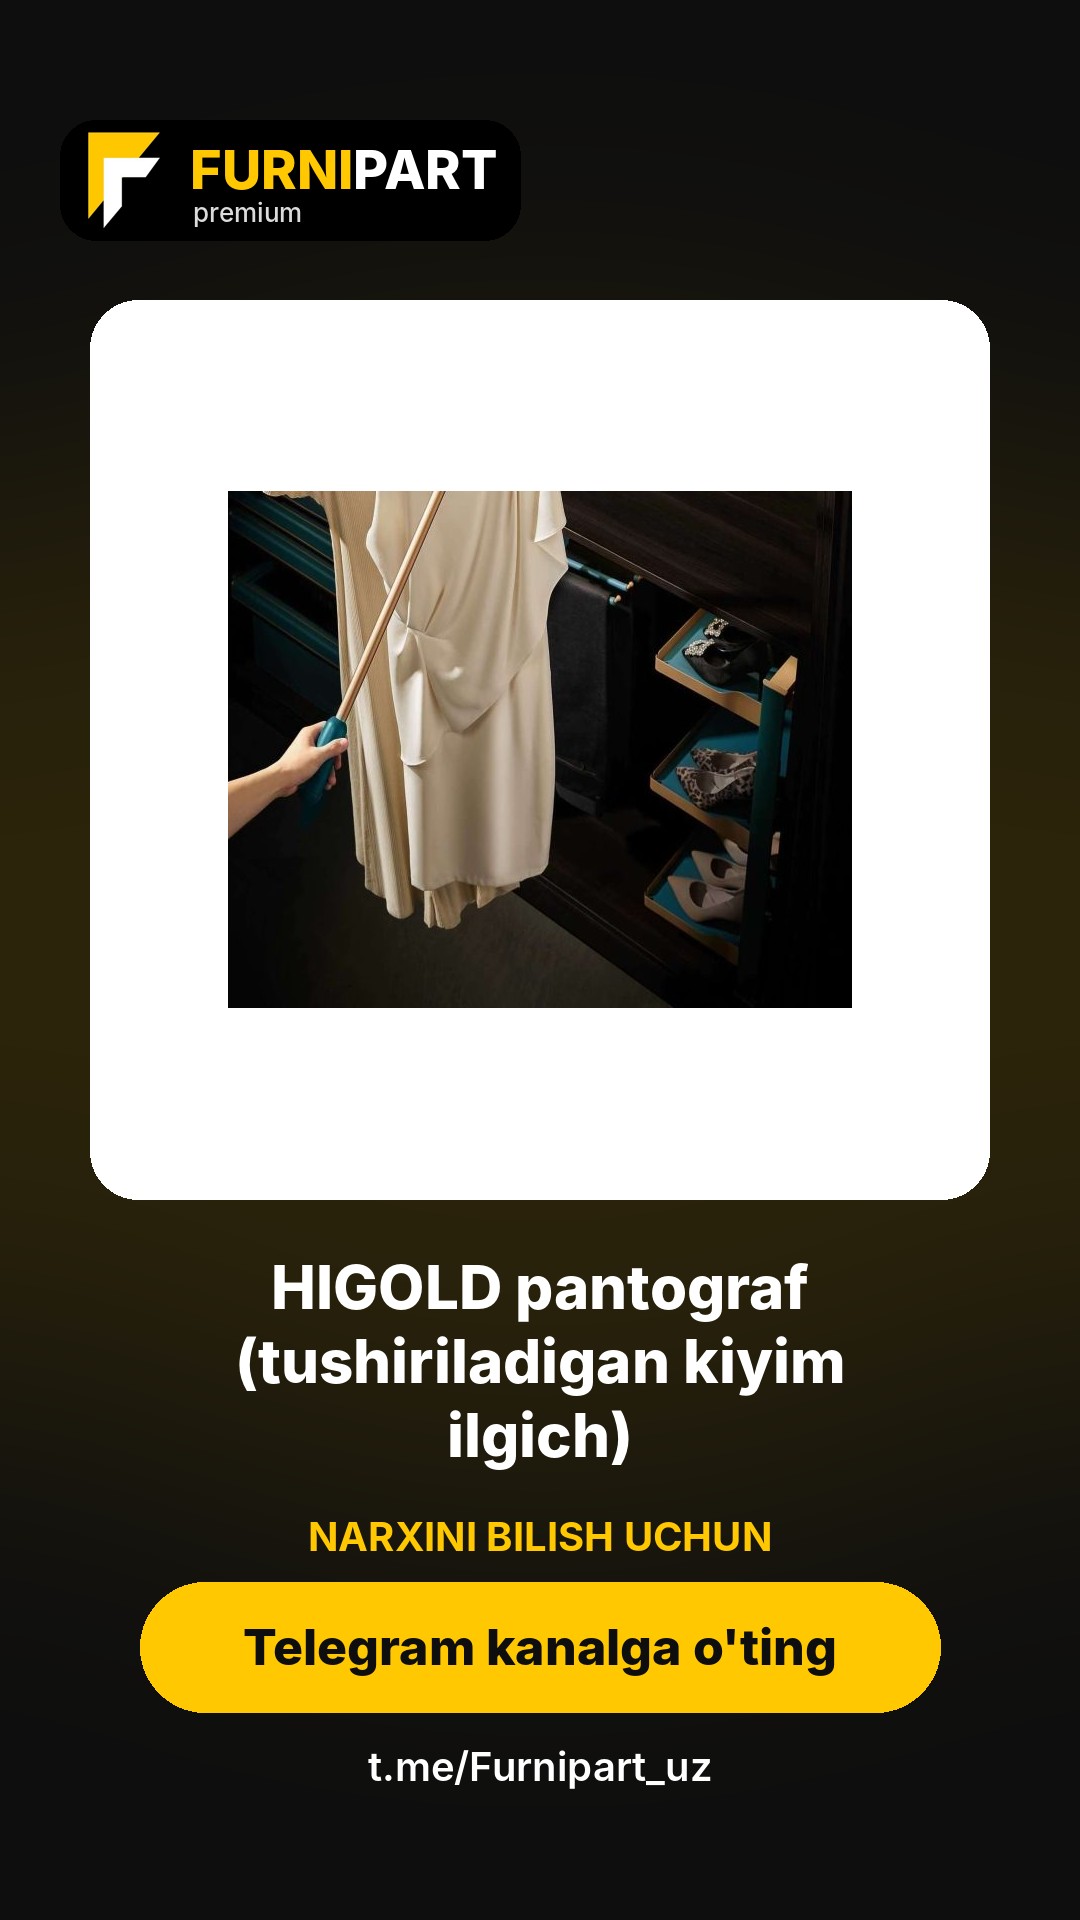 FURNIPART
premium
HIGOLD pantograf
(tushiriladigan kiyim
ilgich)
NARXINI BILISH UCHUN
Telegram kanalga o'ting
t.me/Furnipart_uz